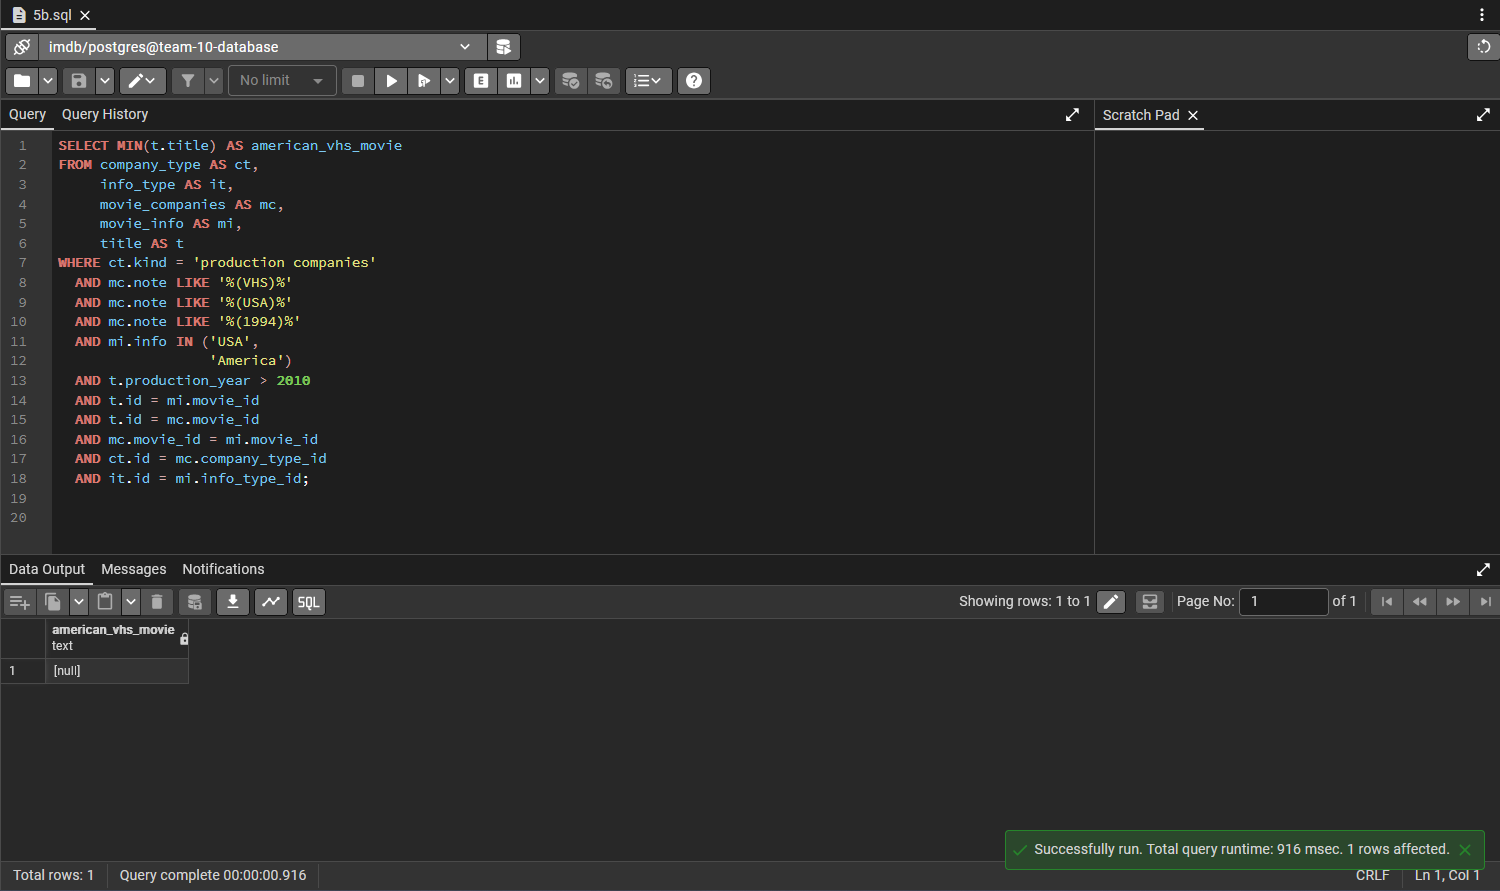 5b.sql
imdb/postgres@team-10-database
No limit
E
Query Query History
Scratch Pad
1 SELECT MIN(t.title) AS american_vhs_movie
2 FROM company_type AS ct,
3      info_type AS it,
4      movie_companies AS mc,
5      movie_info AS mi,
6      title AS t
7 WHERE ct.kind = 'production companies'
8   AND mc.note LIKE '%(VHS)%'
9   AND mc.note LIKE '%(USA)%'
10   AND mc.note LIKE '%(1994)%'
11   AND mi.info IN ('USA',
12                   'America')
13   AND t.production_year > 2010
14   AND t.id = mi.movie_id
15   AND t.id = mc.movie_id
16   AND mc.movie_id = mi.movie_id
17   AND ct.id = mc.company_type_id
18   AND it.id = mi.info_type_id;
19
20
Data Output Messages Notifications
SQL
Showing rows: 1 to 1
Page No: 1 of 1
american_vhs_movie
text
1 [null]
Successfully run. Total query runtime: 916 msec. 1 rows affected.
Total rows: 1 Query complete 00:00:00.916 CRLF Ln 1, Col 1